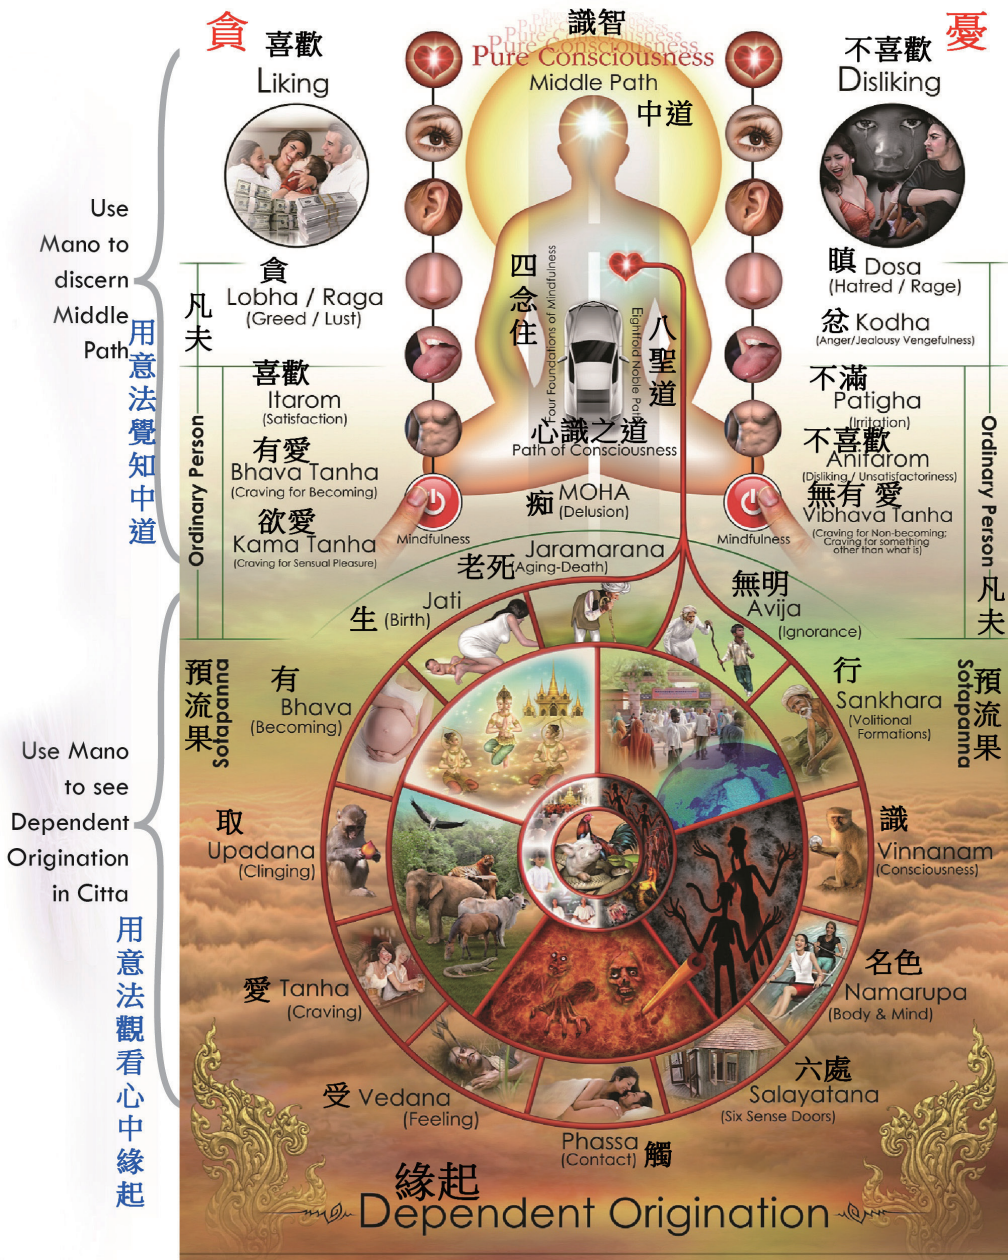 貪
喜歡
Liking
識智
Pure Consciousness
Pure Consciousness
Pure Consciousness
Middle Path
中道
不喜歡
Disliking
憂
Use
Mano to
discern
Middle
Path
用意法覺知中道
貪
Lobha / Raga
(Greed / Lust)
凡夫
喜歡
Itarom
(Satisfaction)
有愛
Bhava Tanha
(Craving for Becoming)
欲愛
Kama Tanha
(Craving for Sensual Pleasure)
Ordinary Person
四念住
Four Foundations of Mindfulness
八聖道
Eightfold Noble Path
心識之道
Path of Consciousness
痴 MOHA
(Delusion)
Mindfulness
Mindfulness
瞋 Dosa
(Hatred / Rage)
忿 Kodha
(Anger/Jealousy Vengefulness)
不滿
Patigha
(Irritation)
不喜歡
Anitarom
(Disliking / Unsatisfactoriness)
無有 愛
Vibhava Tanha
(Craving for Non-becoming;
Craving for something
other than what is)
Ordinary Person
凡夫
老死 Jaramarana
(Aging-Death)
生 Jati
(Birth)
無明
Avija
(Ignorance)
預流果
Sotapanna
有
Bhava
(Becoming)
行
Sankhara
(Volitional
Formations)
Sotapanna
預流果
Use Mano
to see
Dependent
Origination
in Citta
用意法觀看心中緣起
取
Upadana
(Clinging)
識
Vinnanam
(Consciousness)
愛 Tanha
(Craving)
名色
Namarupa
(Body & Mind)
受 Vedana
(Feeling)
六處
Salayatana
(Six Sense Doors)
Phassa
(Contact) 觸
緣起
Dependent Origination